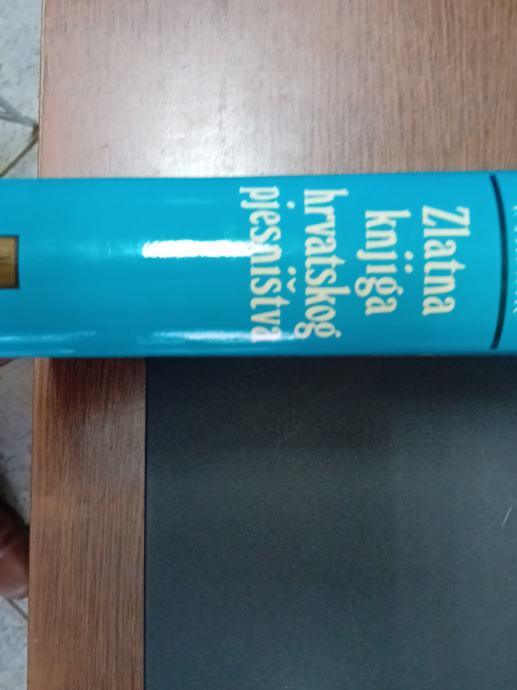 Zlatna
knjiga
hrvatskog
pjesništva